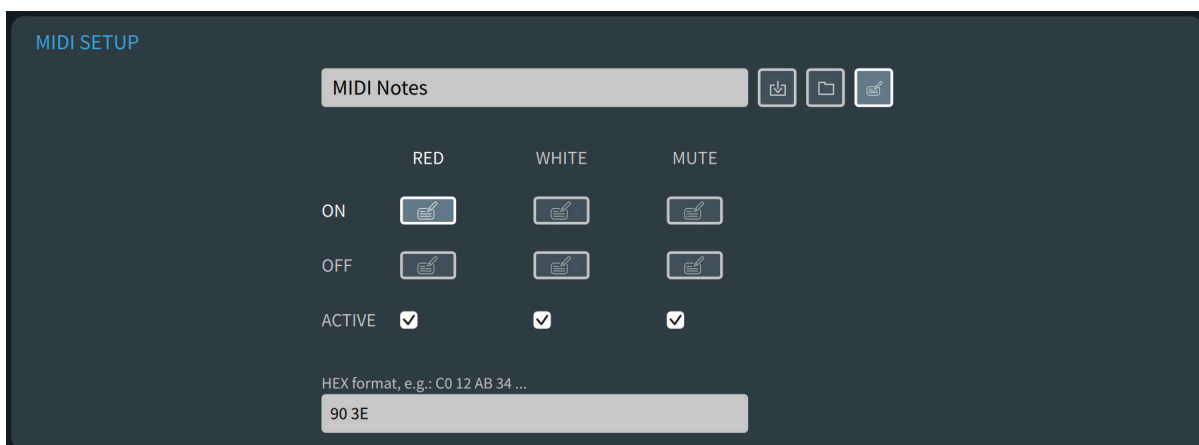 MIDI SETUP
MIDI Notes
RED WHITE MUTE
ON
OFF
ACTIVE
HEX format, e.g.: C0 12 AB 34 ...
90 3E